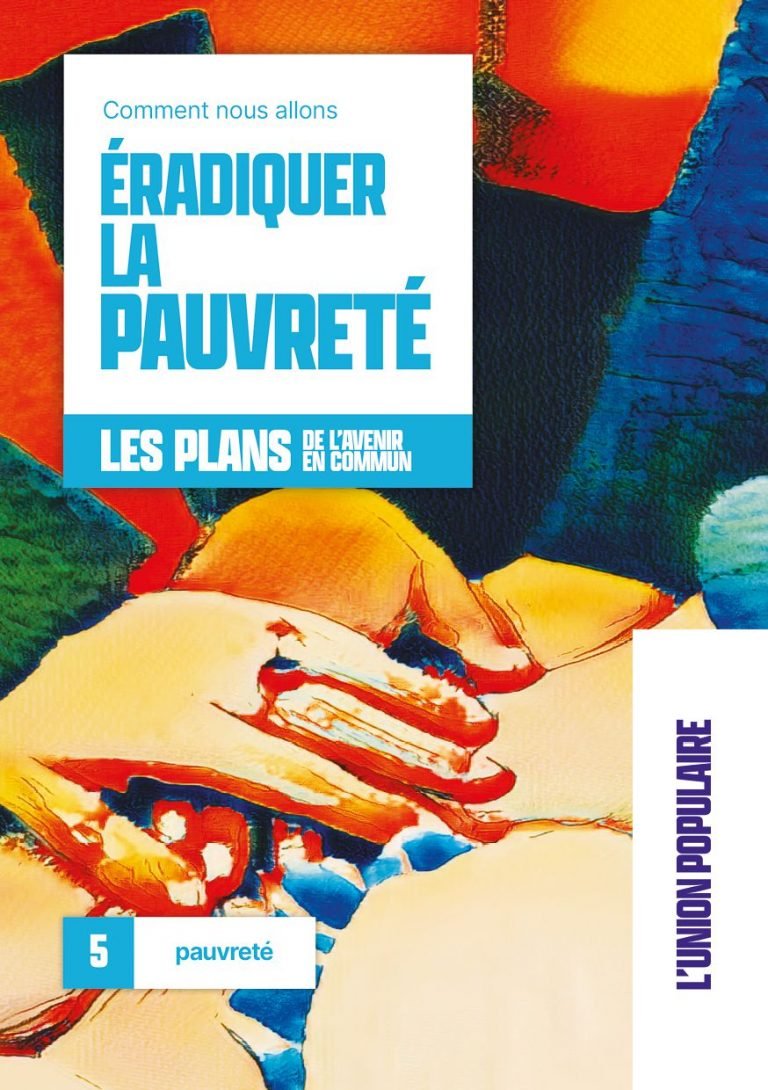 Comment nous allons
ÉRADIQUER
LA
PAUVRETÉ
LES PLANS DE L'AVENIR
EN COMMUN
L'UNION POPULAIRE
5 pauvreté